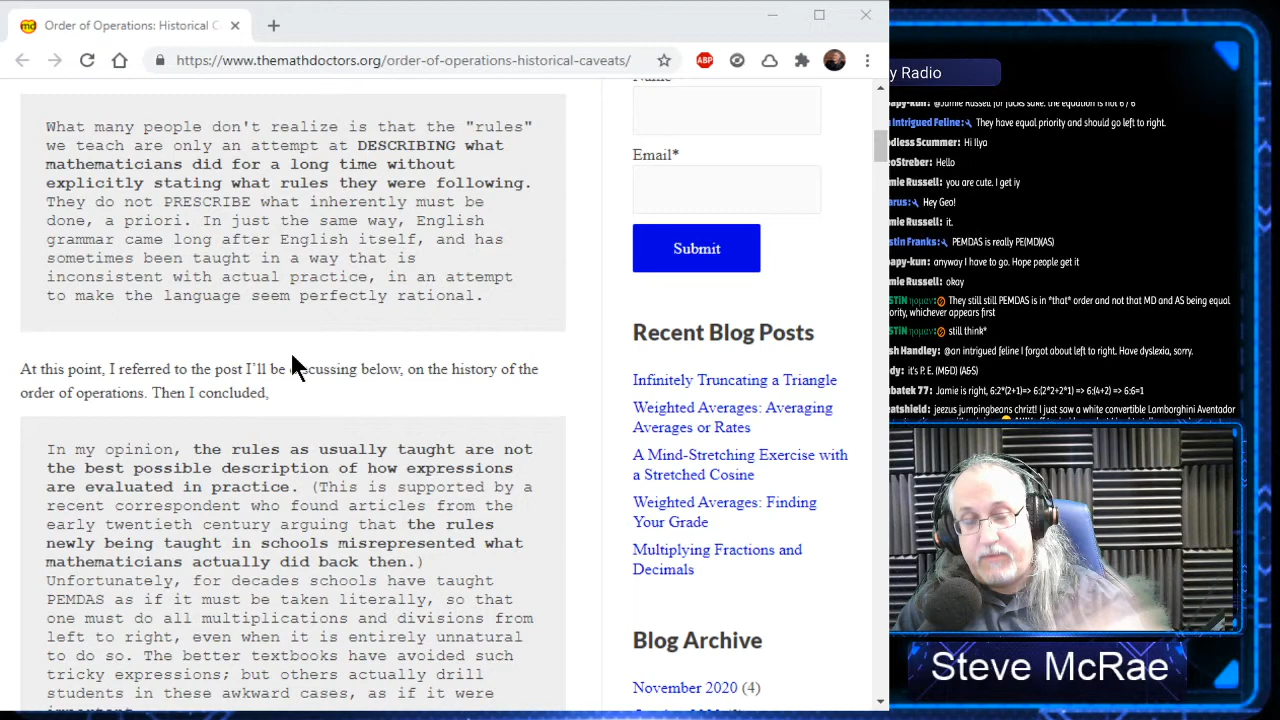 Order of Operations: Historical C
https://www.themathdoctors.org/order-of-operations-historical-caveats/
ABP
What many people don't realize is that the "rules"
we teach are only an attempt at DESCRIBING what
mathematicians did for a long time without
explicitly stating what rules they were following.
They do not PRESCRIBE what inherently must be
done, a priori. In just the same way, English
grammar came long after English itself, and has
sometimes been taught in a way that is
inconsistent with actual practice, in an attempt
to make the language seem perfectly rational.
At this point, I referred to the post I'll be discussing below, on the history of the
order of operations. Then I concluded,
In my opinion, the rules as usually taught are not
the best possible description of how expressions
are evaluated in practice. (This is supported by a
recent correspondent who found articles from the
early twentieth century arguing that the rules
newly being taught in schools misrepresented what
mathematicians actually did back then.)
Unfortunately, for decades schools have taught
PEMDAS as if it must be taken literally, so that
one must do all multiplications and divisions from
left to right, even when it is entirely unnatural
to do so. The better textbooks have avoided such
tricky expressions; but others actually drill
students in these awkward cases, as if it were
important.
Name*
Email*
Submit
Recent Blog Posts
Infinitely Truncating a Triangle
Weighted Averages: Averaging
Averages or Rates
A Mind-Stretching Exercise with
a Stretched Cosine
Weighted Averages: Finding
Your Grade
Multiplying Fractions and
Decimals
Blog Archive
November 2020 (4)
y Radio
apy-kun: @Jamie Russell for fucks sake. the equation is not 6 / 6
Intrigued Feline: They have equal priority and should go left to right.
dless Scummer: Hi Ilya
oStreber: Hello
mie Russell: you are cute. I get iy
arus: Hey Geo!
mie Russell: it.
stin Franks: PEMDAS is really PE(MD)(AS)
apy-kun: anyway I have to go. Hope people get it
mie Russell: okay
STiN ησμαν: They still still PEMDAS is in *that* order and not that MD and AS being equal
ority, whichever appears first
STiN ησμαν: still think*
sh Handley: @an intrigued feline I forgot about left to right. Have dyslexia, sorry.
dy: it's P. E. (M&D) (A&S)
batek 77: Jamie is right, 6:2*(2+1)=> 6:(2*2+2*1) => 6:(4+2) => 6:6=1
eatshield: jeezus jumpingbeans christ! I just saw a white convertible Lamborghini Aventador
Steve McRae